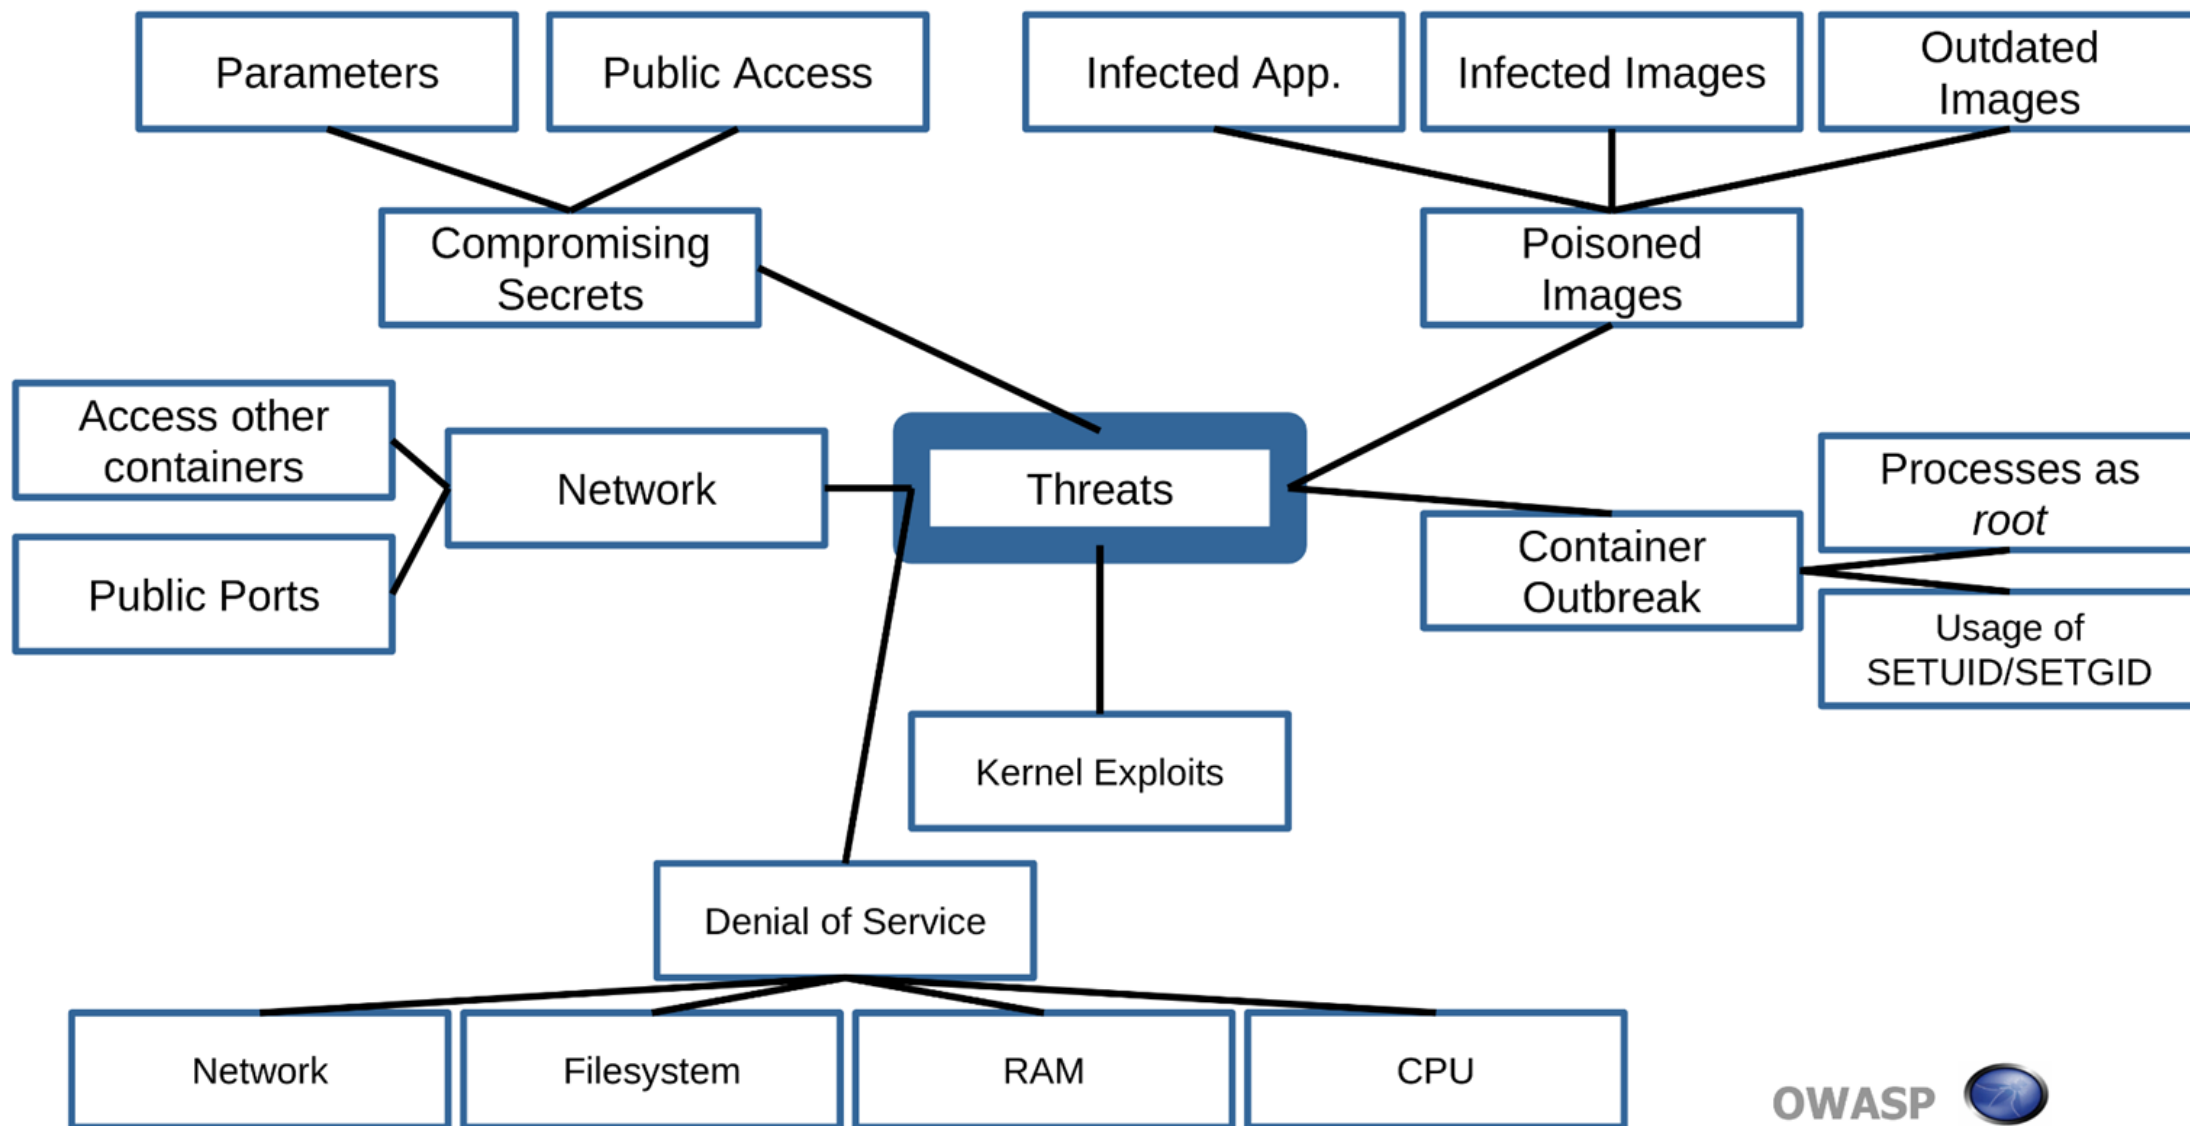 Parameters
Public Access
Infected App.
Infected Images
Outdated
Images
Compromising
Secrets
Poisoned
Images
Access other
containers
Network
Threats
Processes as
root
Public Ports
Container
Outbreak
Usage of
SETUID/SETGID
Kernel Exploits
Denial of Service
Network
Filesystem
RAM
CPU
OWASP